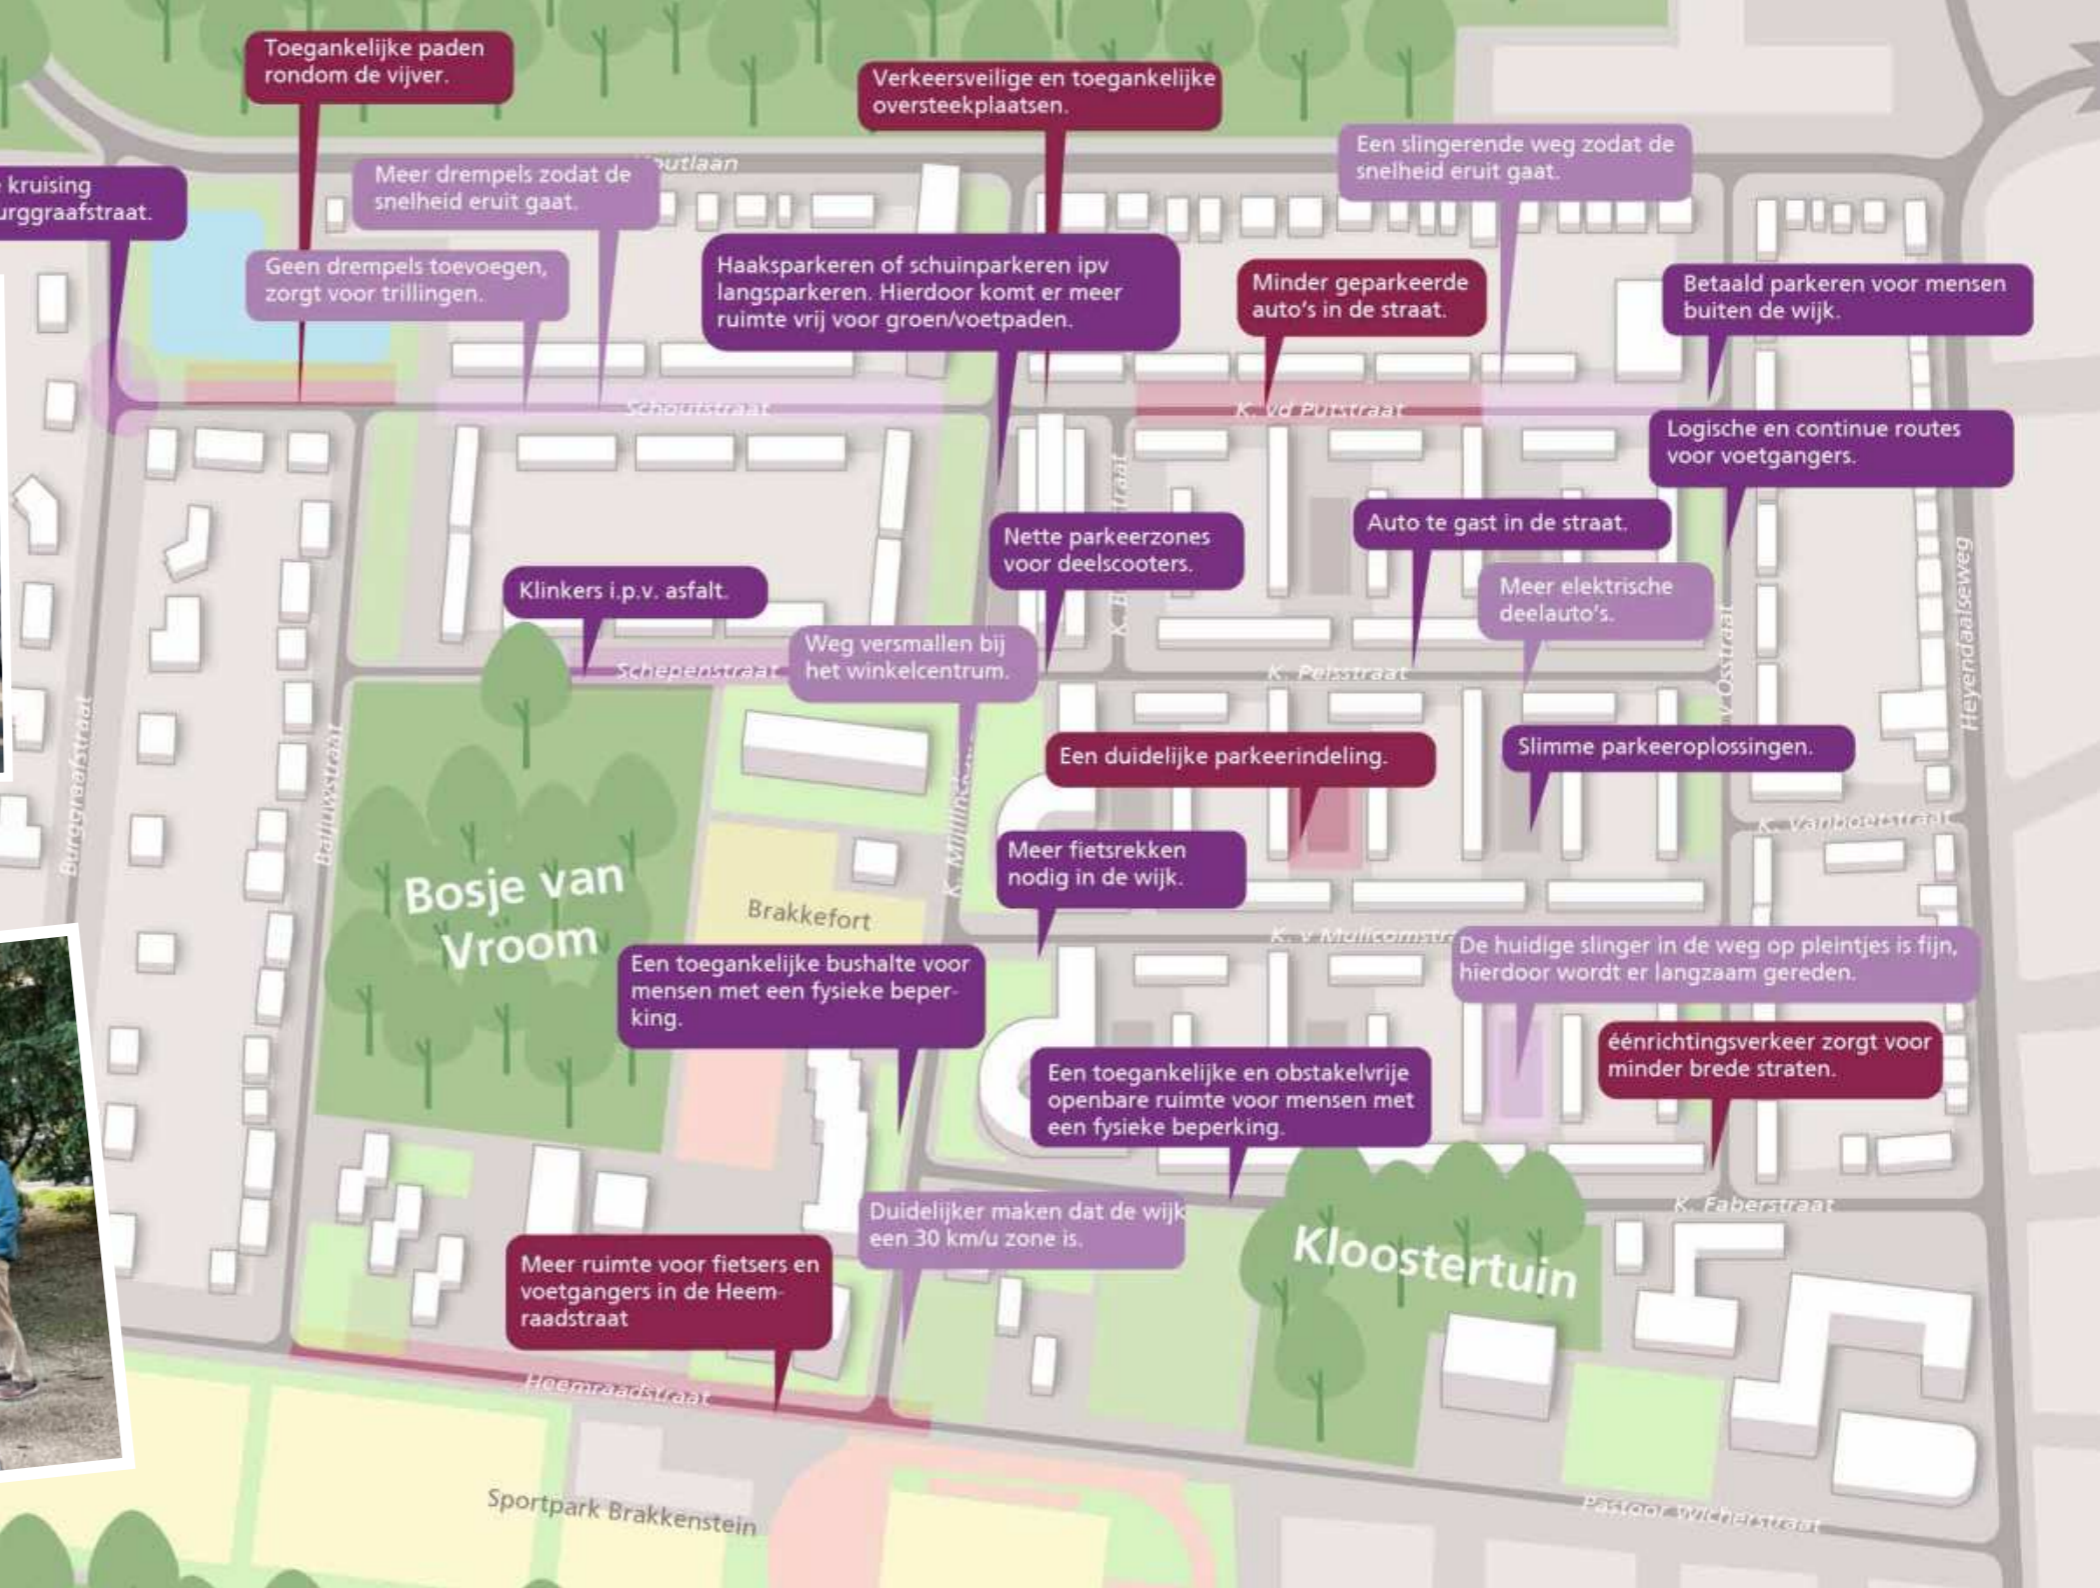 Toegankelijke paden
rondom de vijver.
Verkeersveilige en toegankelijke
oversteekplaatsen.
Een slingerende weg zodat de
snelheid eruit gaat.
kruising
Meer drempels zodat de
snelheid eruit gaat.
Geen drempels toevoegen,
zorgt voor trillingen.
Haaksparkeren of schuinparkeren ipv
langsparkeren. Hierdoor komt er meer
ruimte vrij voor groen/voetpaden.
Minder geparkeerde
auto's in de straat.
Betaald parkeren voor mensen
buiten de wijk.
Schoutstraat
K. vd Putstraat
Logische en continue routes
voor voetgangers.
Nette parkeerzones
voor deelscooters.
Auto te gast in de straat.
Klinkers i.p.v. asfalt.
Meer elektrische
deelauto's.
Weg versmallen bij
het winkelcentrum.
Schepenstraat
K. Pelsstraat
Heyendaalseweg
Burggraafstraat
Baljuwstraat
Een duidelijke parkeerindeling.
Slimme parkeeroplossingen.
K. Vanboetstraat
Meer fietsrekken
nodig in de wijk.
Bosje van
Vroom
Brakkefort
De huidige slinger in de weg op pleintjes is fijn,
hierdoor wordt er langzaam gereden.
Een toegankelijke bushalte voor
mensen met een fysieke beper-
king.
Een toegankelijke en obstakelvrije
openbare ruimte voor mensen met
een fysieke beperking.
éénrichtingsverkeer zorgt voor
minder brede straten.
K. Faberstraat
Duidelijker maken dat de wijk
een 30 km/u zone is.
Kloostertuin
Meer ruimte voor fietsers en
voetgangers in de Heem-
raadstraat
Heemraadstraat
Sportpark Brakkenstein
Pastoor Wicherstraat